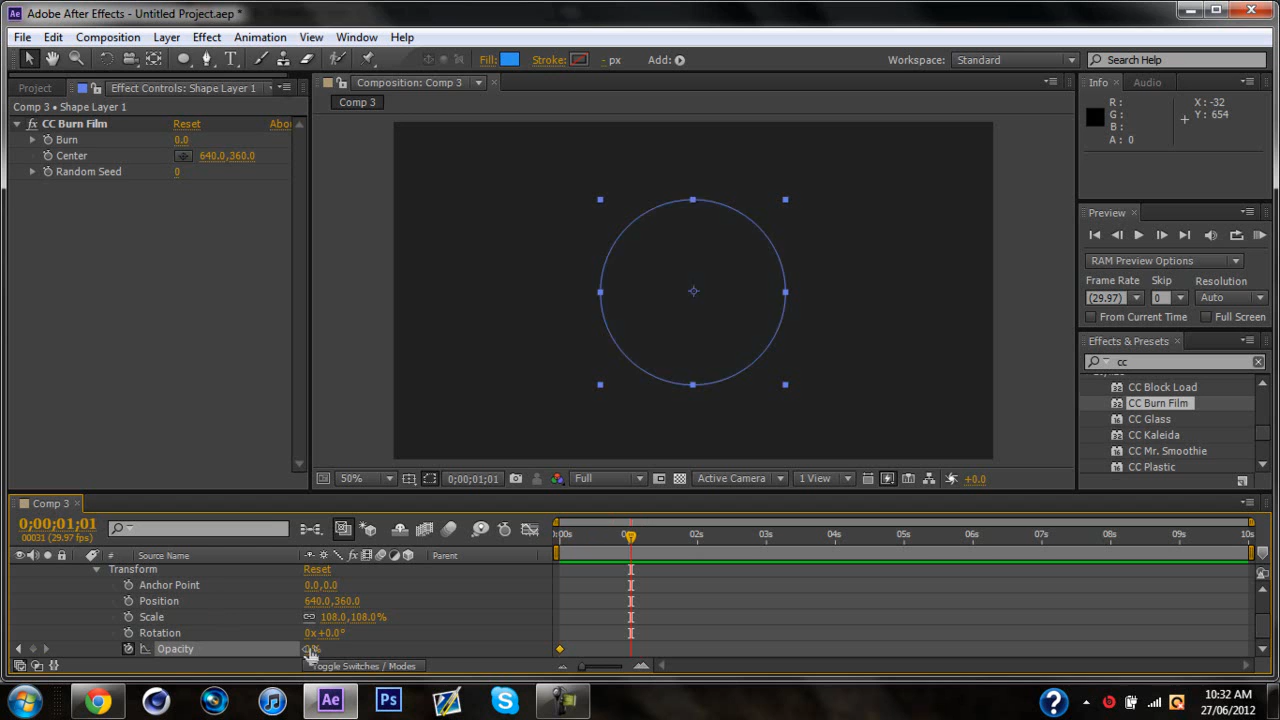 Adobe After Effects - Untitled Project.aep *
File Edit Composition Layer Effect Animation View Window Help
Fill: Stroke: - px Add: Workspace: Standard Search Help
Project Effect Controls: Shape Layer 1 Composition: Comp 3 Info Audio
Comp 3 • Shape Layer 1 Comp 3
CC Burn Film Reset Abo
Burn 0.0
Center 640.0,360.0
Random Seed 0
R: X: -32
G: Y: 654
B:
A: 0
Preview
RAM Preview Options
Frame Rate Skip Resolution
(29.97) 0 Auto
From Current Time Full Screen
Effects & Presets
cc
CC Block Load
CC Burn Film
CC Glass
CC Kaleida
CC Mr. Smoothie
CC Plastic
50% 0;00;01;01 Full Active Camera 1 View +0.0
Comp 3
0;00;01;01
00031 (29.97 fps)
:00s 02s 03s 04s 05s 06s 07s 08s 09s 10s
# Source Name Parent
Transform Reset
Anchor Point 0.0,0.0
Position 640.0,360.0
Scale 108.0,108.0%
Rotation 0x+0.0°
Opacity
Toggle Switches / Modes
10:32 AM
27/06/2012